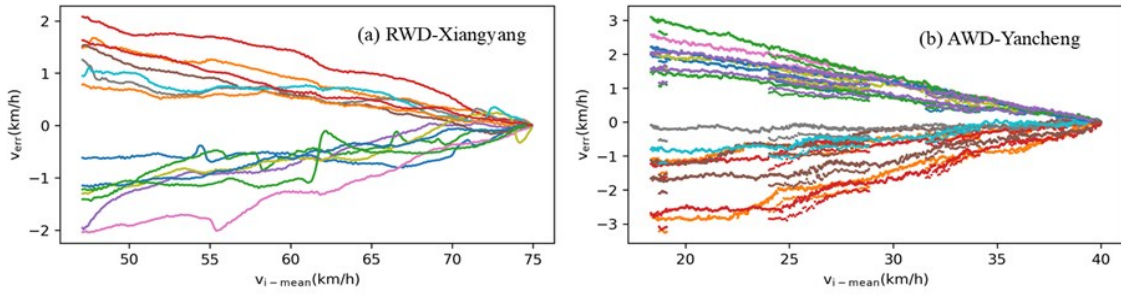 (a) RWD-Xiangyang
2
1
0
−1
−2
50 55 60 65 70 75
v_err(km/h)
v_i−mean(km/h)
(b) AWD-Yancheng
3
2
1
0
−1
−2
−3
20 25 30 35 40
v_err(km/h)
v_i−mean(km/h)